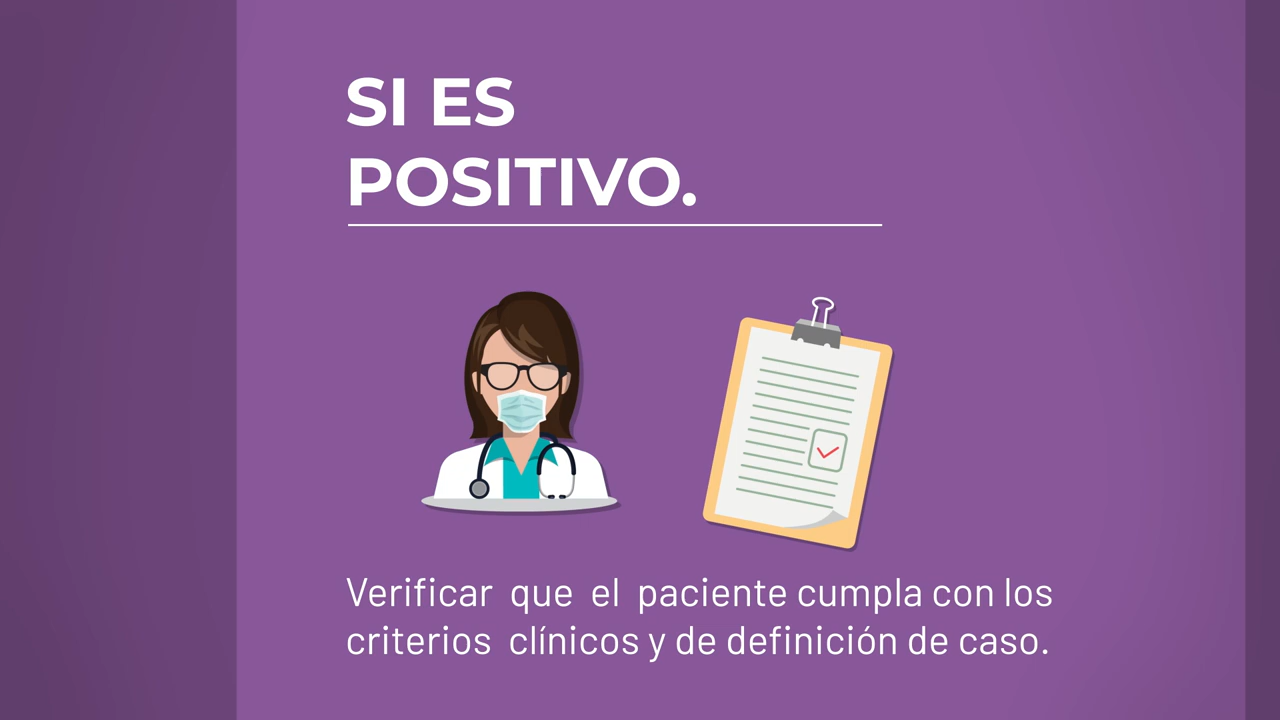 SI ES
POSITIVO.
Verificar que el paciente cumpla con los
criterios clínicos y de definición de caso.